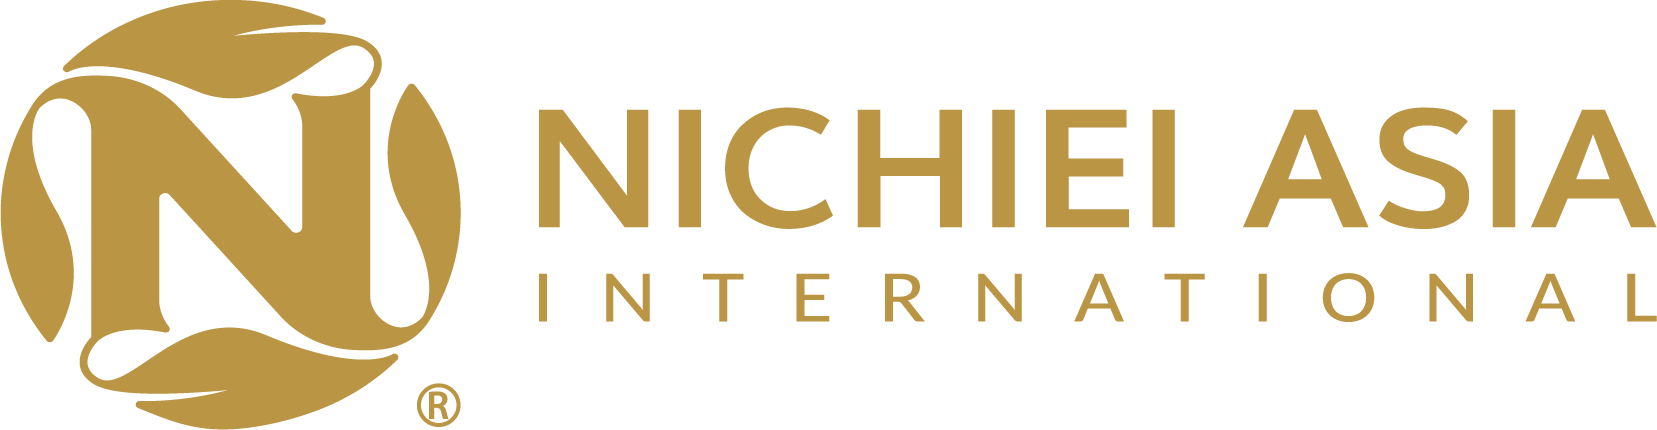 N
®
NICHIEI ASIA
INTERNATIONAL